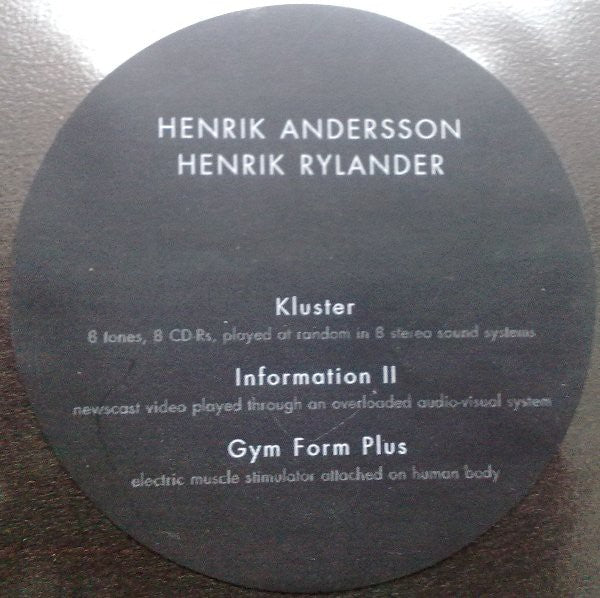 HENRIK ANDERSSON
HENRIK RYLANDER
Kluster
8 tones, 8 CD-Rs, played at random in 8 stereo sound systems
Information II
newscast video played through an overloaded audio-visual system
Gym Form Plus
electric muscle stimulator attached on human body